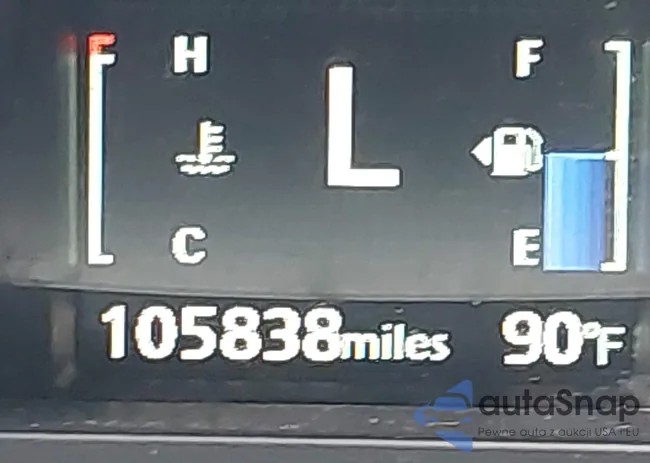 H
F
L
C
E
105838miles 90°F
autoSnap
Pewne auta z aukcji USA i EU